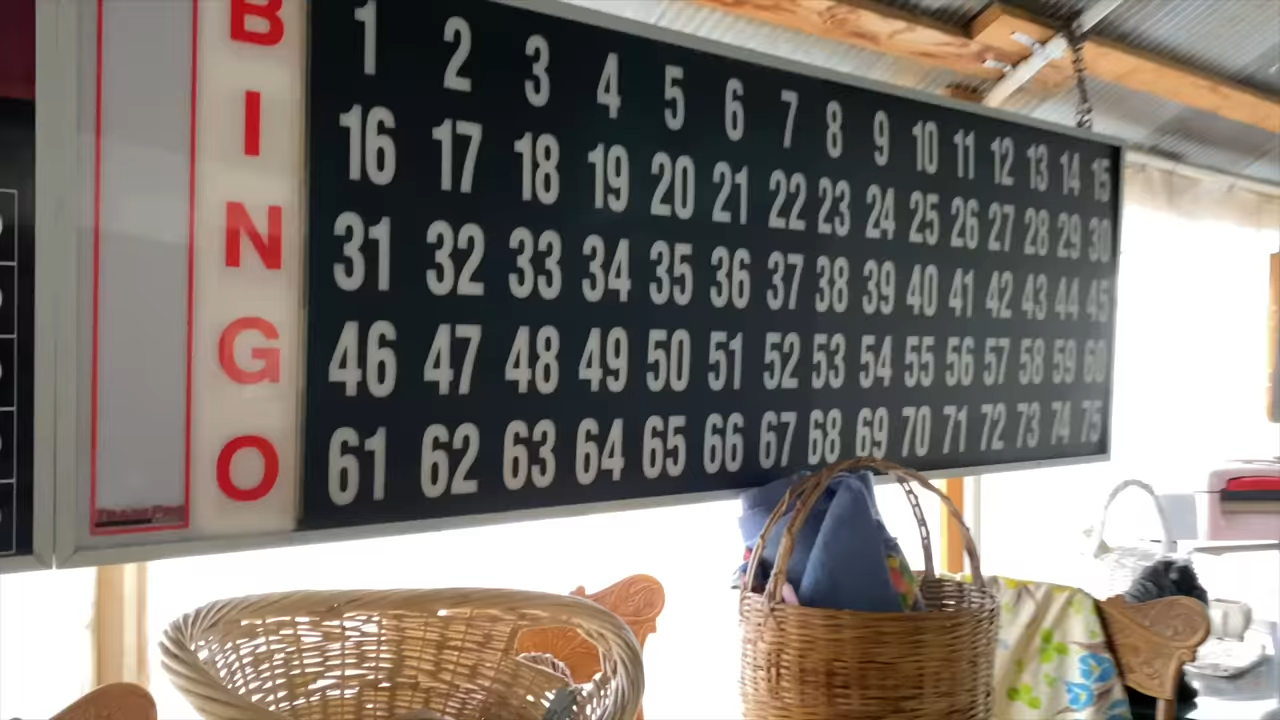 B 1 2 3 4 5 6 7 8 9 10 11 12 13 14 15
I 16 17 18 19 20 21 22 23 24 25 26 27 28 29 30
N 31 32 33 34 35 36 37 38 39 40 41 42 43 44 45
G 46 47 48 49 50 51 52 53 54 55 56 57 58 59 60
O 61 62 63 64 65 66 67 68 69 70 71 72 73 74 75